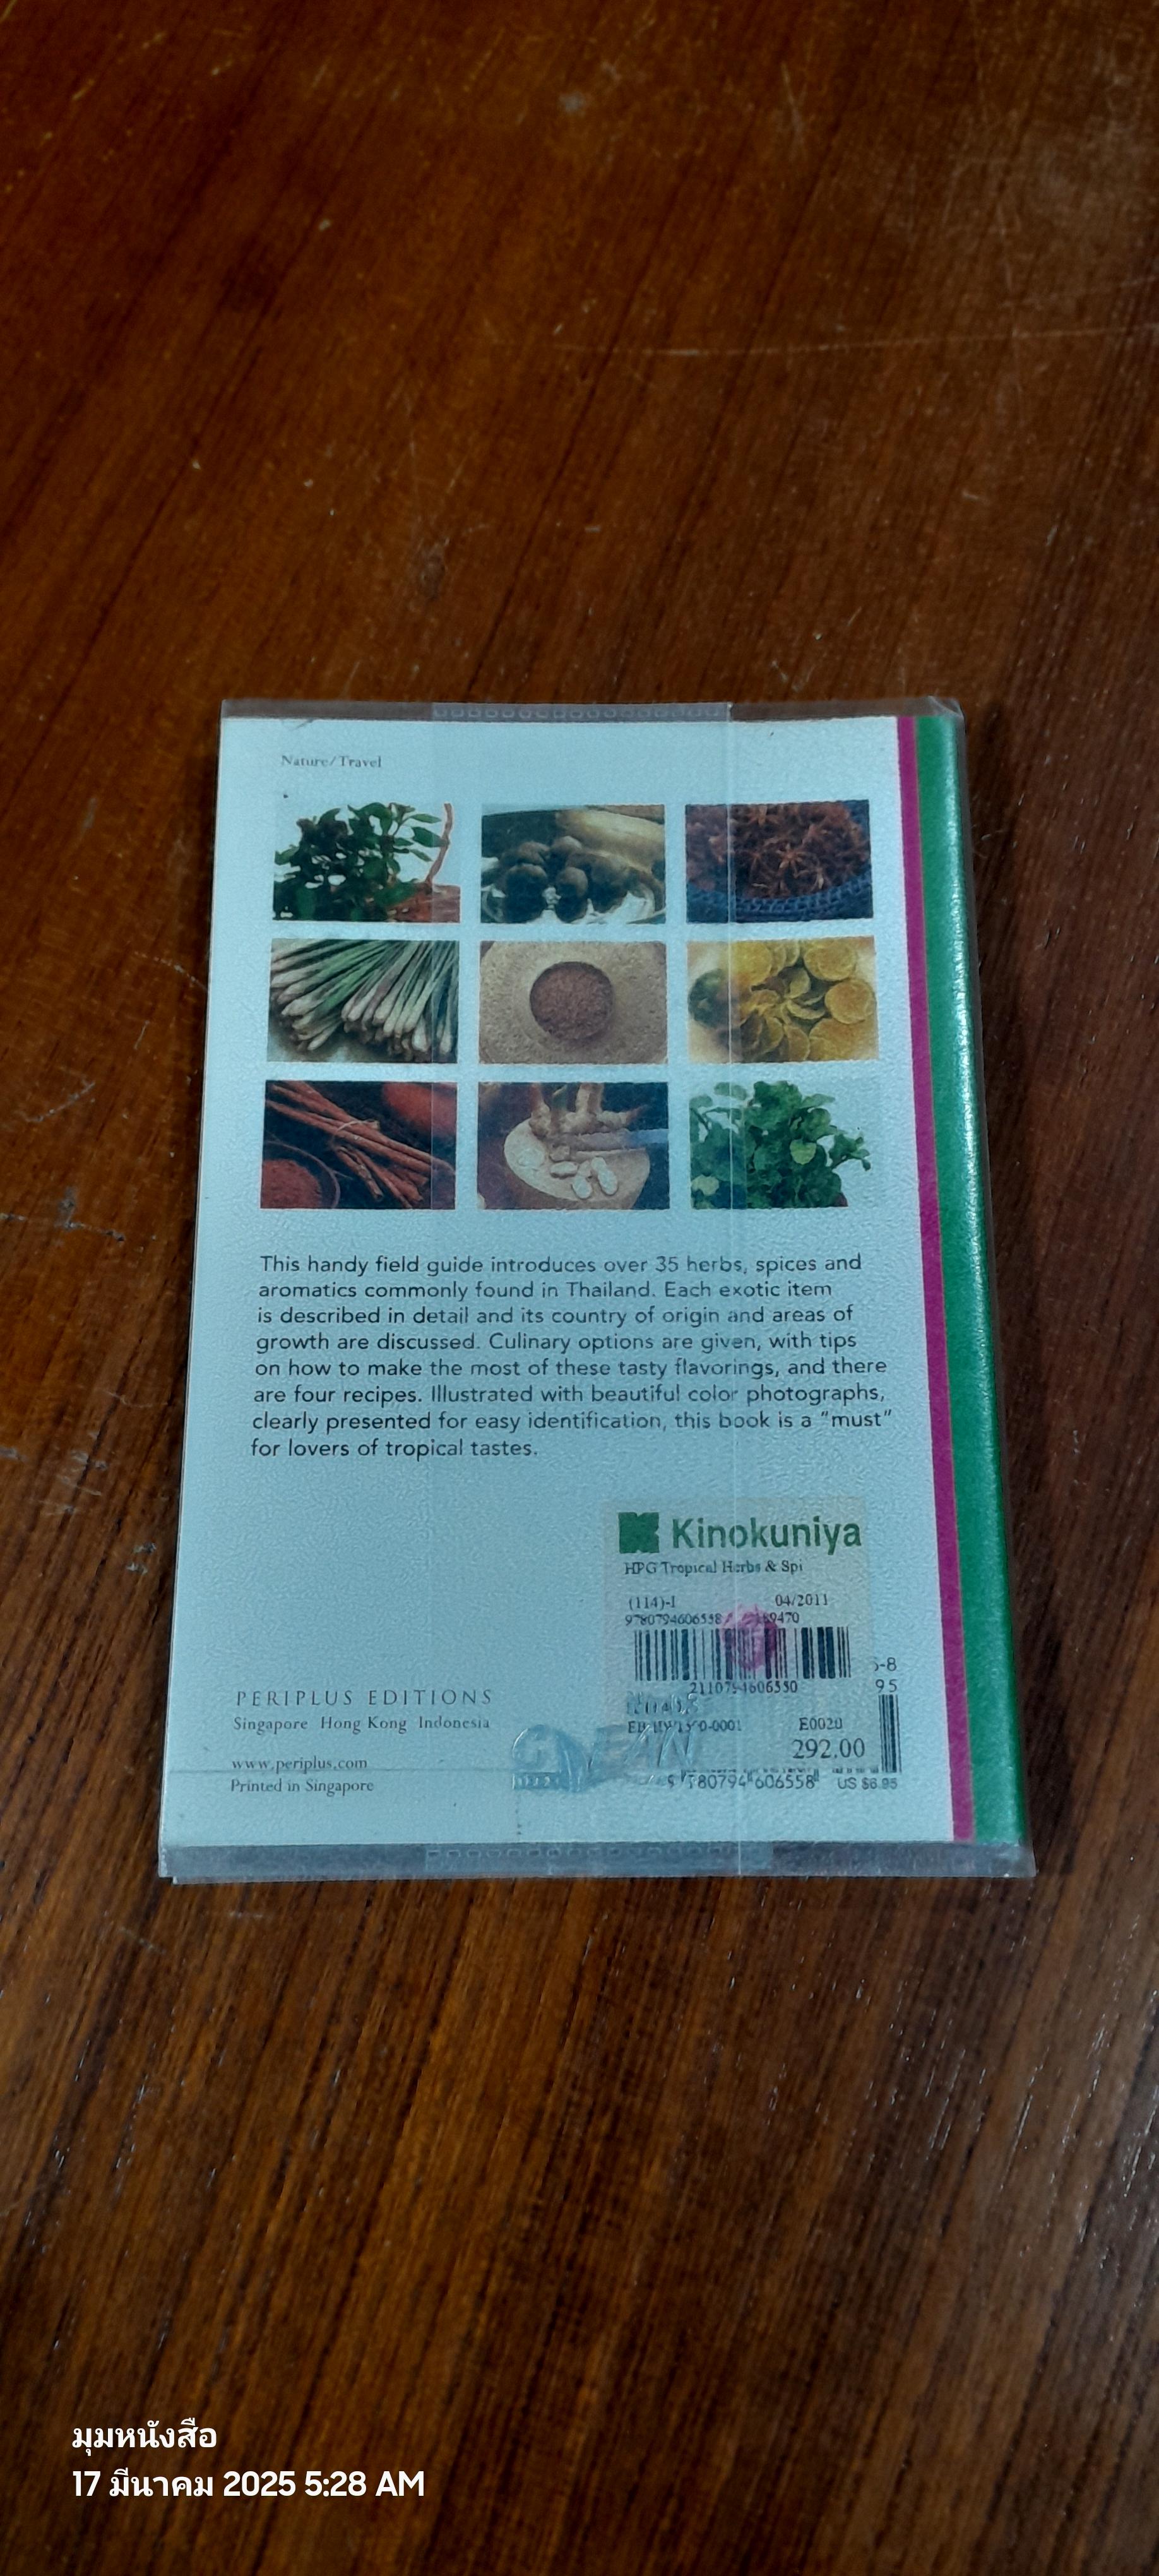 Nature/Travel
This handy field guide introduces over 35 herbs, spices and
aromatics commonly found in Thailand. Each exotic item
is described in detail and its country of origin and areas of
growth are discussed. Culinary options are given, with tips
on how to make the most of these tasty flavorings, and there
are four recipes. Illustrated with beautiful color photographs,
clearly presented for easy identification, this book is a “must”
for lovers of tropical tastes.
Kinokuniya
HPG Tropical Herbs & Spi
(114)-I 04/2011
9780794606558
-8
95
PERIPLUS EDITIONS
Singapore Hong Kong Indonesia
E0020
292.00
www.periplus.com
Printed in Singapore
9 780794 606558 US $6.95
มุมหนังสือ
17 มีนาคม 2025 5:28 AM